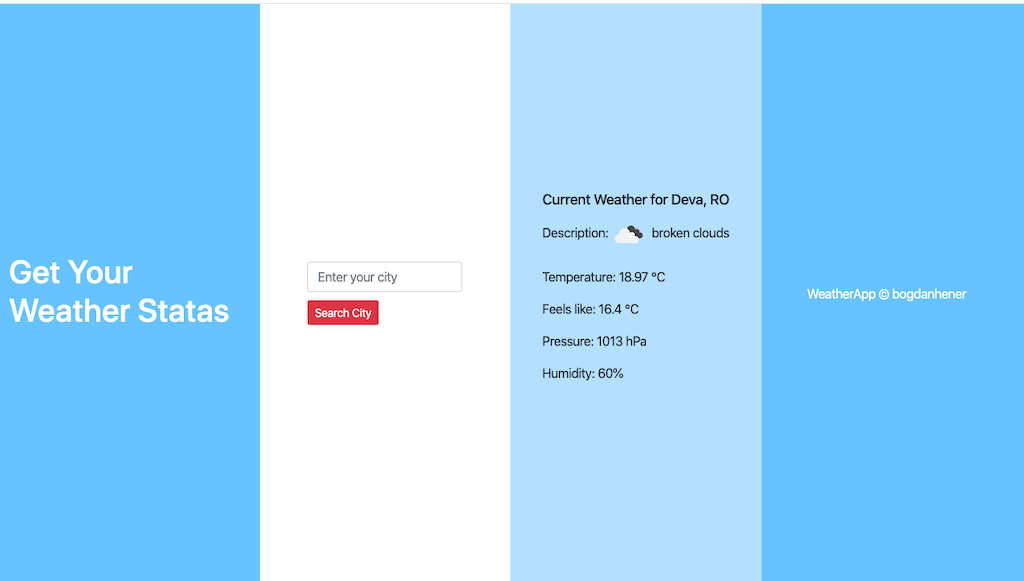 Get Your
Weather Statas
Enter your city
Search City
Current Weather for Deva, RO
Description: broken clouds
Temperature: 18.97 °C
Feels like: 16.4 °C
Pressure: 1013 hPa
Humidity: 60%
WeatherApp © bogdanhener